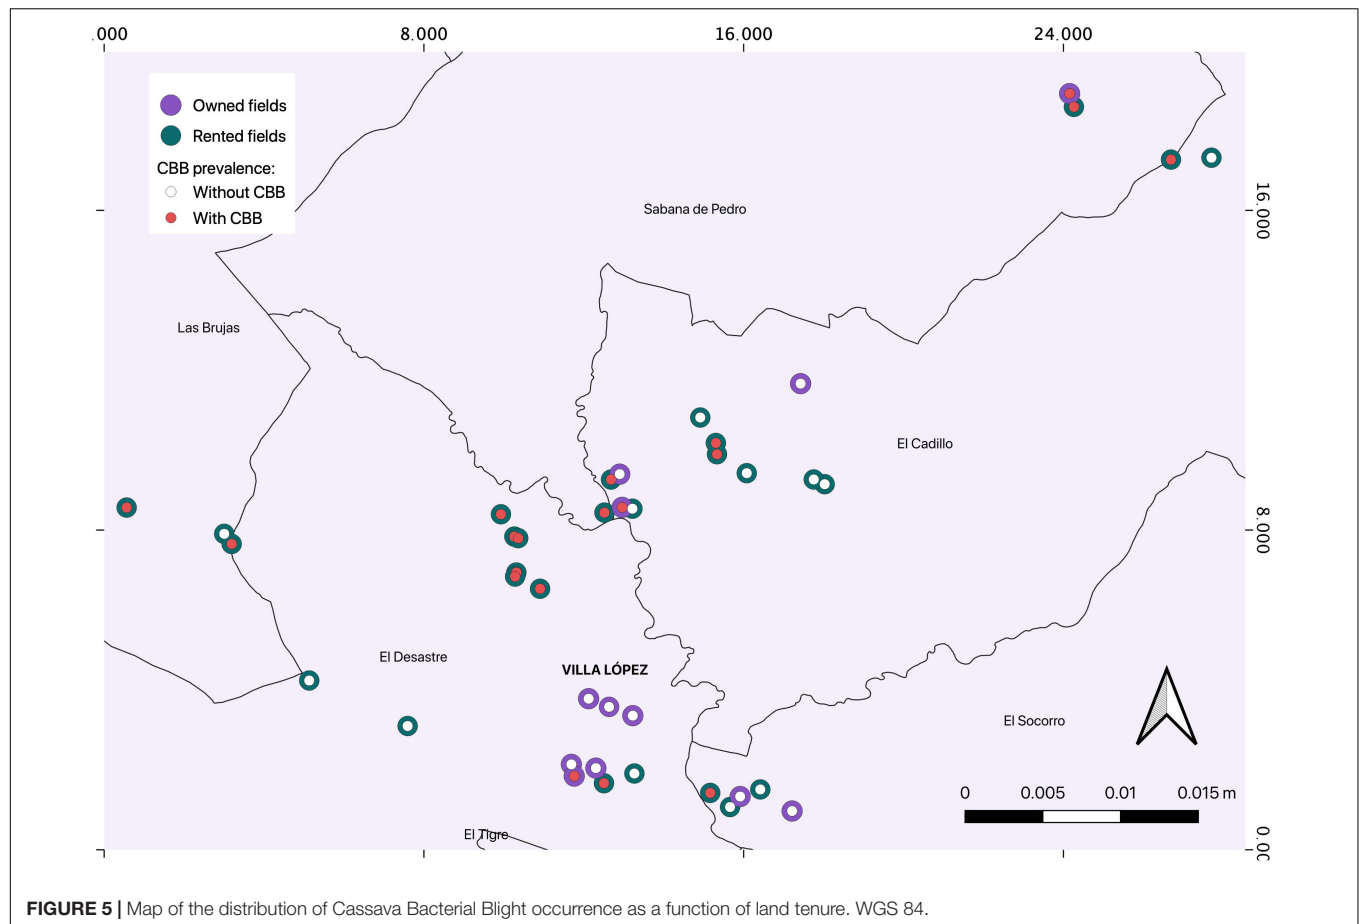 .000 8.000 16.000 24.000
Owned fields
Rented fields
CBB prevalence:
Without CBB
With CBB
Sabana de Pedro
16.000
Las Brujas
El Cadillo
8.000
El Desastre
VILLA LÓPEZ
El Socorro
0 0.005 0.01 0.015 m
El Tigre
0.00
FIGURE 5 | Map of the distribution of Cassava Bacterial Blight occurrence as a function of land tenure. WGS 84.